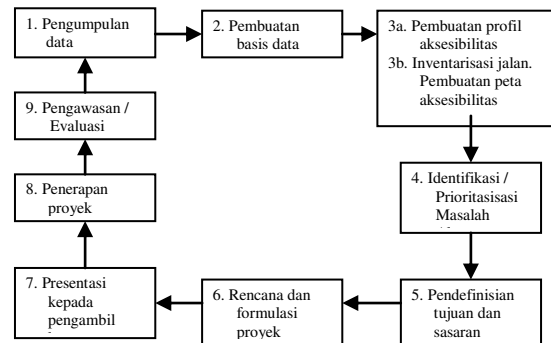 1. Pengumpulan
data
2. Pembuatan
basis data
3a. Pembuatan profil
aksesibilitas
3b. Inventarisasi jalan.
Pembuatan peta
aksesibilitas
4. Identifikasi /
Prioritasisasi
Masalah
5. Pendefinisian
tujuan dan
sasaran
6. Rencana dan
formulasi
proyek
7. Presentasi
kepada
pengambil
8. Penerapan
proyek
9. Pengawasan /
Evaluasi